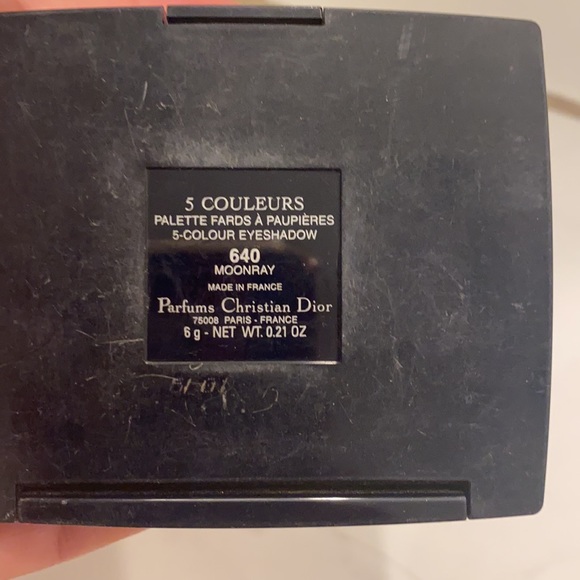 5 COULEURS
PALETTE FARDS À PAUPIÈRES
5-COLOUR EYESHADOW
640
MOONRAY
MADE IN FRANCE
Parfums Christian Dior
75008 PARIS - FRANCE
6 g - NET WT. 0.21 OZ